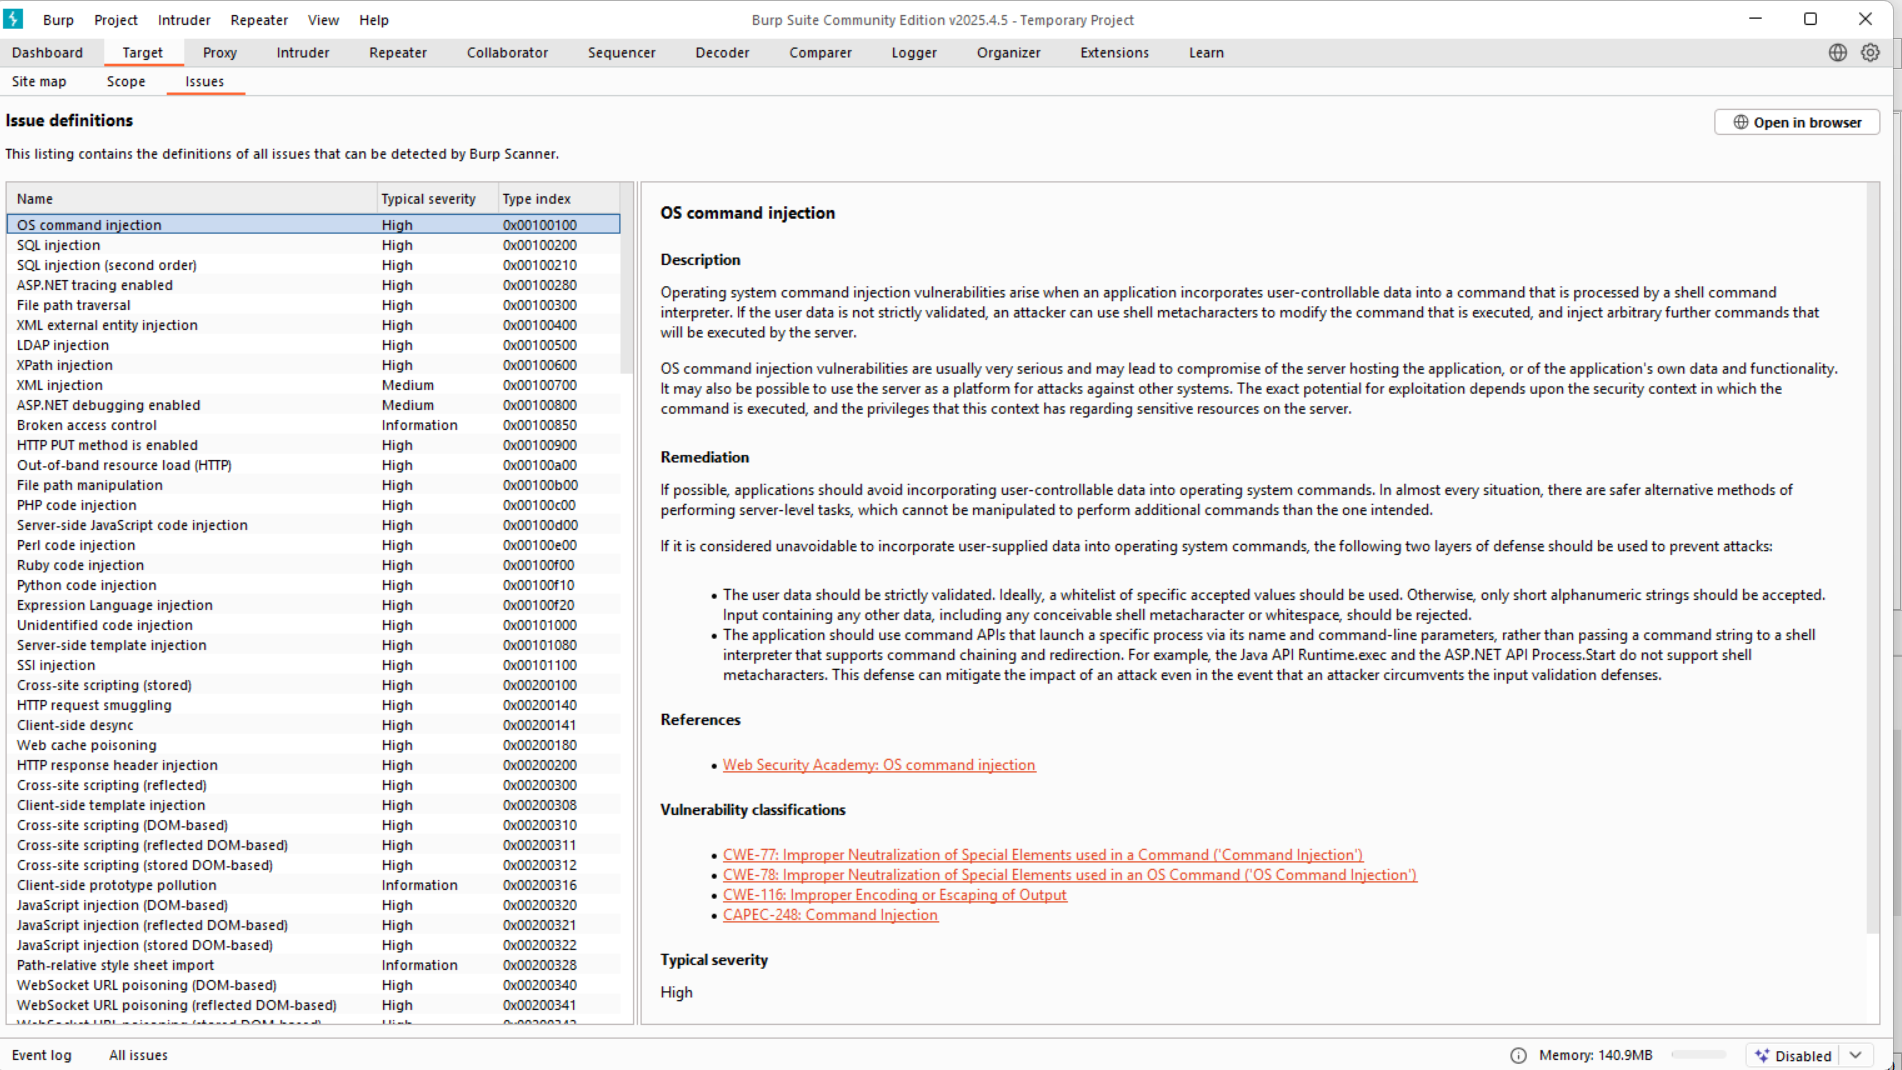 Burp Project Intruder Repeater View Help
Burp Suite Community Edition v2025.4.5 - Temporary Project
Dashboard Target Proxy Intruder Repeater Collaborator Sequencer Decoder Comparer Logger Organizer Extensions Learn
Site map Scope Issues
Issue definitions
Open in browser
This listing contains the definitions of all issues that can be detected by Burp Scanner.
Name Typical severity Type index
OS command injection High 0x00100100
SQL injection High 0x00100200
SQL injection (second order) High 0x00100210
ASP.NET tracing enabled High 0x00100280
File path traversal High 0x00100300
XML external entity injection High 0x00100400
LDAP injection High 0x00100500
XPath injection High 0x00100600
XML injection Medium 0x00100700
ASP.NET debugging enabled Medium 0x00100800
Broken access control Information 0x00100850
HTTP PUT method is enabled High 0x00100900
Out-of-band resource load (HTTP) High 0x00100a00
File path manipulation High 0x00100b00
PHP code injection High 0x00100c00
Server-side JavaScript code injection High 0x00100d00
Perl code injection High 0x00100e00
Ruby code injection High 0x00100f00
Python code injection High 0x00100f10
Expression Language injection High 0x00100f20
Unidentified code injection High 0x00101000
Server-side template injection High 0x00101080
SSI injection High 0x00101100
Cross-site scripting (stored) High 0x00200100
HTTP request smuggling High 0x00200140
Client-side desync High 0x00200141
Web cache poisoning High 0x00200180
HTTP response header injection High 0x00200200
Cross-site scripting (reflected) High 0x00200300
Client-side template injection High 0x00200308
Cross-site scripting (DOM-based) High 0x00200310
Cross-site scripting (reflected DOM-based) High 0x00200311
Cross-site scripting (stored DOM-based) High 0x00200312
Client-side prototype pollution Information 0x00200316
JavaScript injection (DOM-based) High 0x00200320
JavaScript injection (reflected DOM-based) High 0x00200321
JavaScript injection (stored DOM-based) High 0x00200322
Path-relative style sheet import Information 0x00200328
WebSocket URL poisoning (DOM-based) High 0x00200340
WebSocket URL poisoning (reflected DOM-based) High 0x00200341
WebSocket URL poisoning (stored DOM-based) High 0x00200342
OS command injection
Description
Operating system command injection vulnerabilities arise when an application incorporates user-controllable data into a command that is processed by a shell command
interpreter. If the user data is not strictly validated, an attacker can use shell metacharacters to modify the command that is executed, and inject arbitrary further commands that
will be executed by the server.
OS command injection vulnerabilities are usually very serious and may lead to compromise of the server hosting the application, or of the application's own data and functionality.
It may also be possible to use the server as a platform for attacks against other systems. The exact potential for exploitation depends upon the security context in which the
command is executed, and the privileges that this context has regarding sensitive resources on the server.
Remediation
If possible, applications should avoid incorporating user-controllable data into operating system commands. In almost every situation, there are safer alternative methods of
performing server-level tasks, which cannot be manipulated to perform additional commands than the one intended.
If it is considered unavoidable to incorporate user-supplied data into operating system commands, the following two layers of defense should be used to prevent attacks:
• The user data should be strictly validated. Ideally, a whitelist of specific accepted values should be used. Otherwise, only short alphanumeric strings should be accepted.
Input containing any other data, including any conceivable shell metacharacter or whitespace, should be rejected.
• The application should use command APIs that launch a specific process via its name and command-line parameters, rather than passing a command string to a shell
interpreter that supports command chaining and redirection. For example, the Java API Runtime.exec and the ASP.NET API Process.Start do not support shell
metacharacters. This defense can mitigate the impact of an attack even in the event that an attacker circumvents the input validation defenses.
References
• Web Security Academy: OS command injection
Vulnerability classifications
• CWE-77: Improper Neutralization of Special Elements used in a Command ('Command Injection')
• CWE-78: Improper Neutralization of Special Elements used in an OS Command ('OS Command Injection')
• CWE-116: Improper Encoding or Escaping of Output
• CAPEC-248: Command Injection
Typical severity
High
Event log All issues
Memory: 140.9MB
Disabled